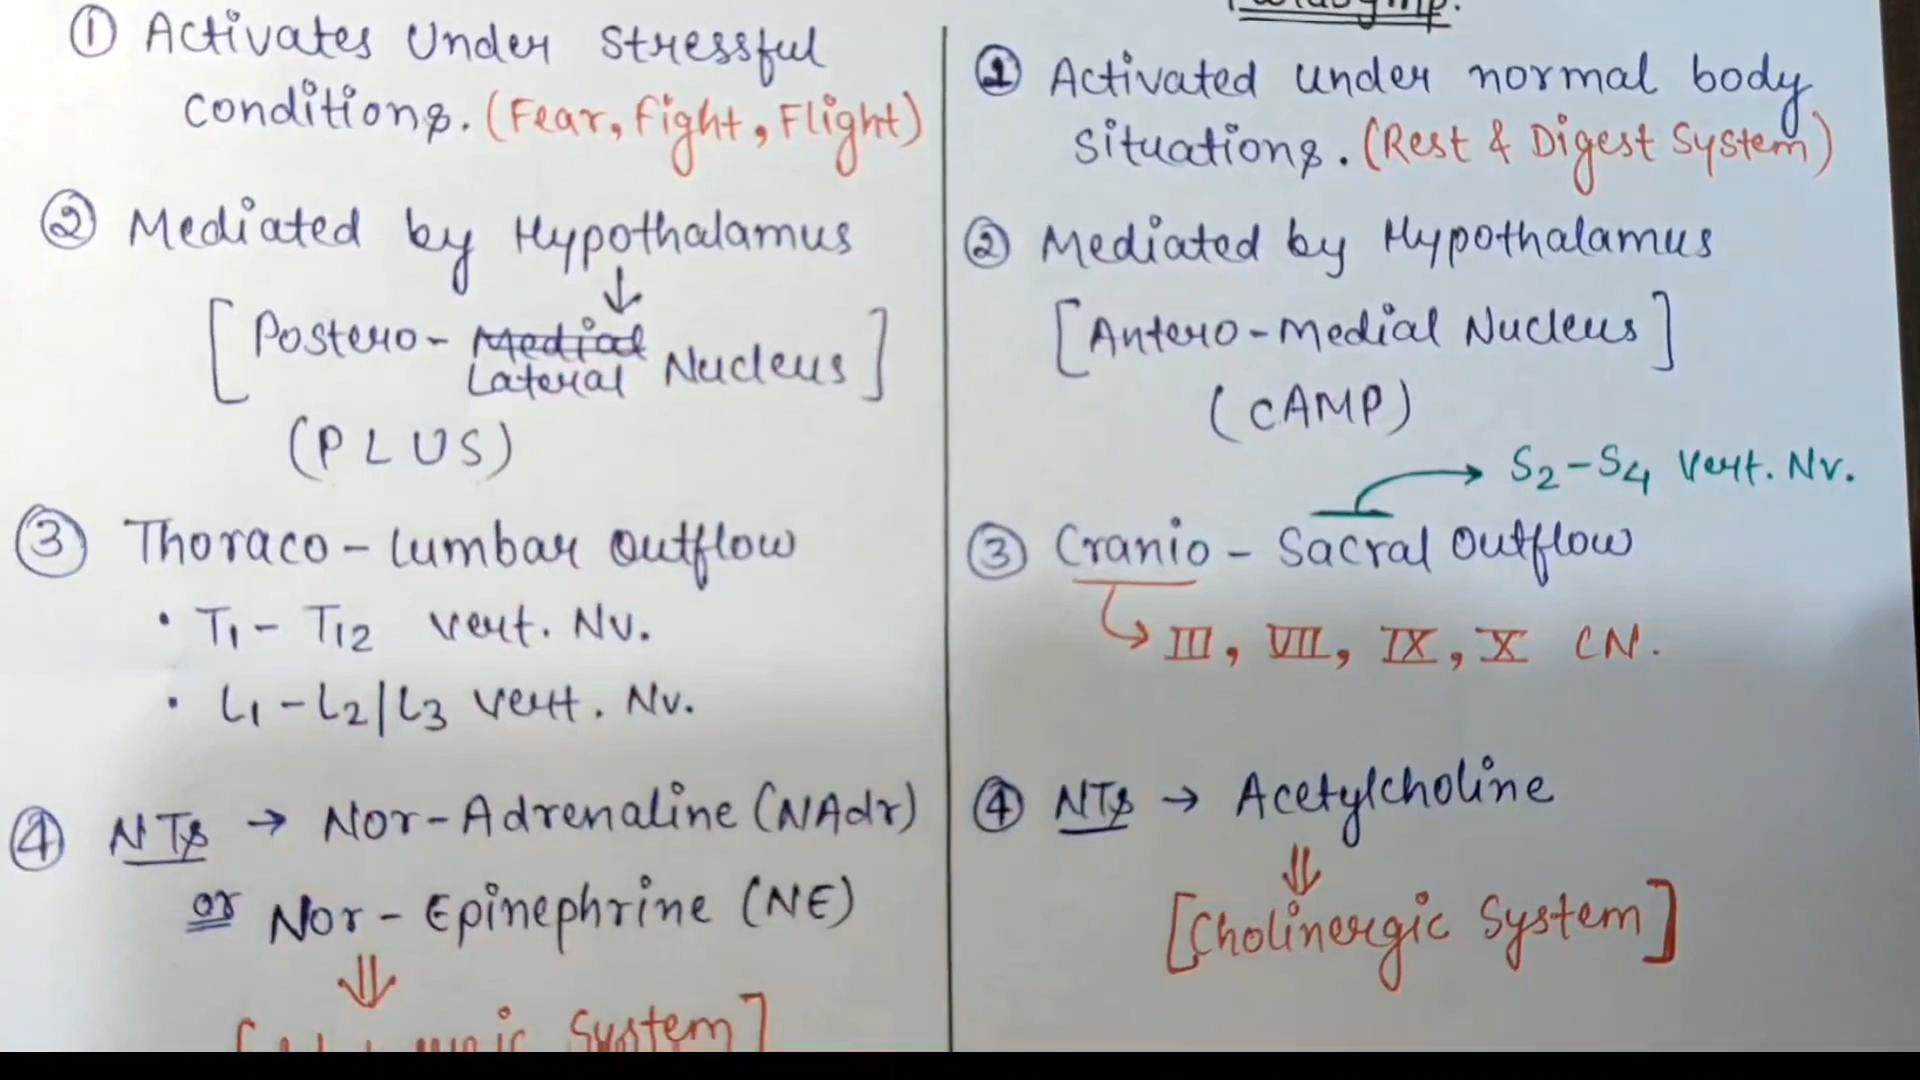 ① Activates Under Stressful
Conditions. (Fear, Fight, Flight)
② Mediated by Hypothalamus
↓
[Postero- Medial Nucleus]
Lateral
(PLUS)
③ Thoraco-Lumbar Outflow
• T1 - T12 vert. Nv.
• L1 - L2/L3 vert. Nv.
④ NTs → Nor-Adrenaline (NAdr)
or Nor-Epinephrine (NE)
⇓
System]
① Activated under normal body
situations. (Rest & Digest System)
② Mediated by Hypothalamus
[Antero-medial Nucleus]
(cAMP)
→ S2-S4 Vert. Nv.
③ Cranio - Sacral Outflow
↳ III, VII, IX, X CN.
④ NTs → Acetylcholine
⇓
[Cholinergic System]